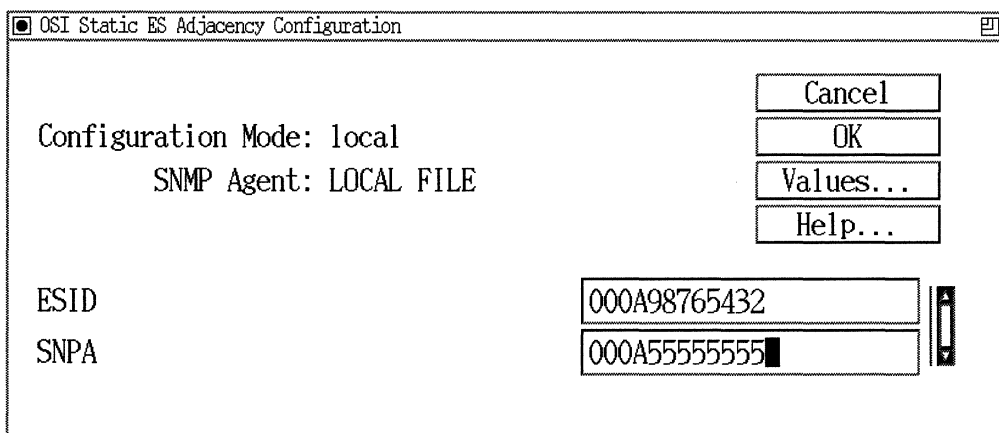 OSI Static ES Adjacency Configuration
Cancel
Configuration Mode: local
OK
SNMP Agent: LOCAL FILE
Values...
Help...
ESID
000A98765432
SNPA
000A55555555